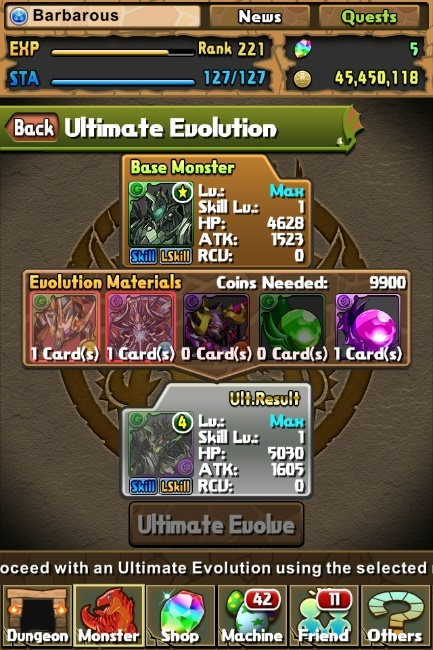 Barbarous News Quests
EXP Rank 221 5
STA 127/127 45,450,118
Back Ultimate Evolution
Base Monster
Lv.: Max
Skill Lv.: 1
HP: 4628
ATK: 1523
RCV: 0
Skill LSkill
Evolution Materials Coins Needed: 9900
1 Card(s) 1 Card(s) 0 Card(s) 0 Card(s) 1 Card(s)
Ult.Result
4 Lv.: Max
Skill Lv.: 1
HP: 5030
ATK: 1605
RCV: 0
Skill LSkill
Ultimate Evolve
oceed with an Ultimate Evolution using the selected
42 11
Dungeon Monster Shop Machine Friend Others